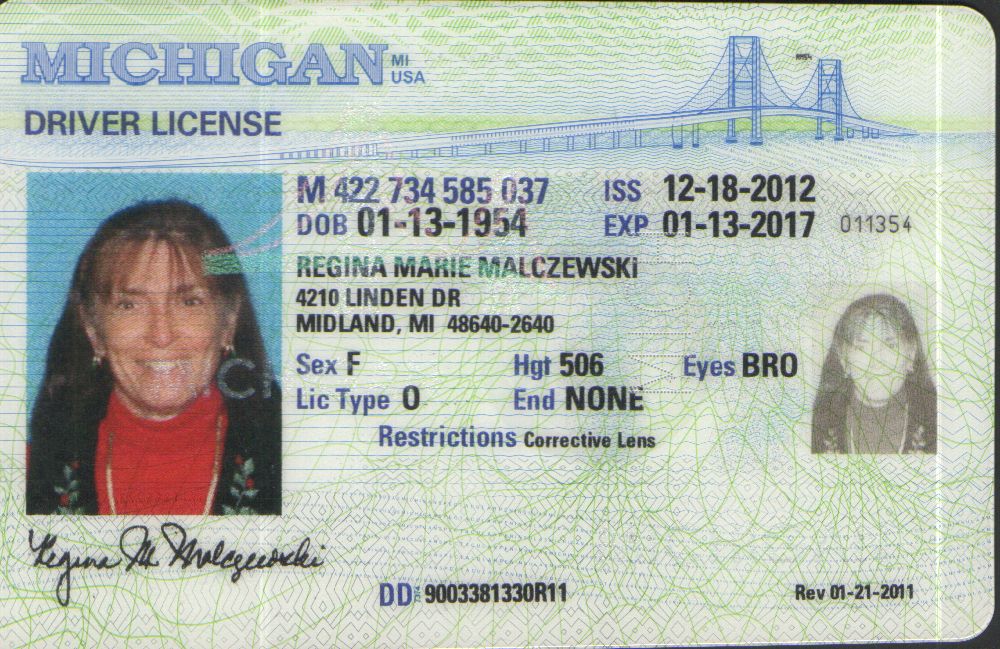 MICHIGAN MI
USA
DRIVER LICENSE
M 422 734 585 037 ISS 12-18-2012
DOB 01-13-1954 EXP 01-13-2017 011354
REGINA MARIE MALCZEWSKI
4210 LINDEN DR
MIDLAND, MI 48640-2640
Sex F Hgt 506 Eyes BRO
Lic Type O End NONE
Restrictions Corrective Lens
Regina M. Malczewski
DD 9003381330R11 Rev 01-21-2011